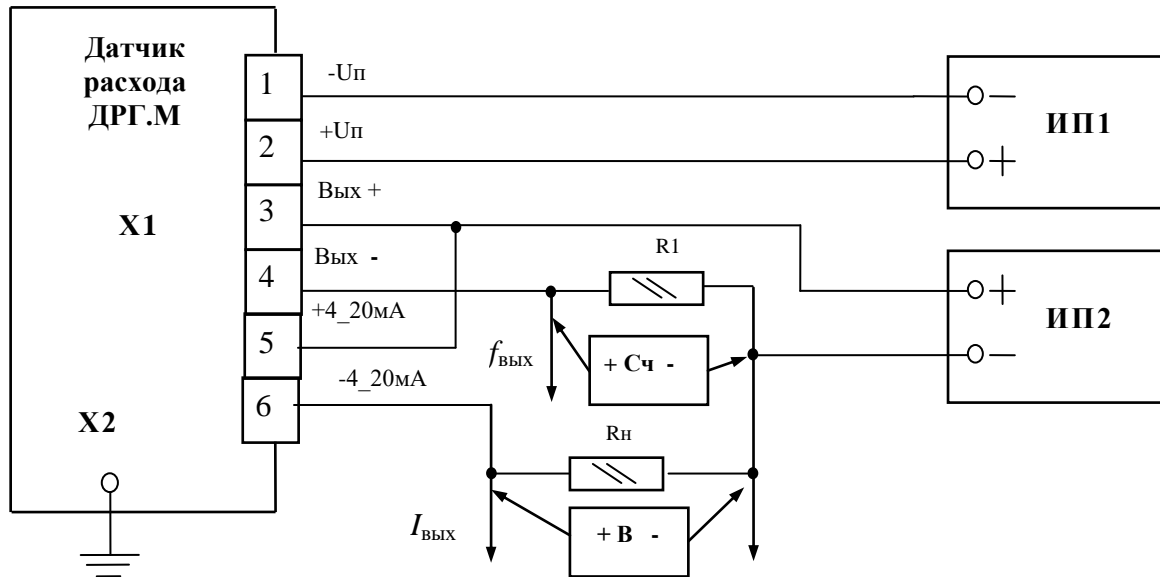 Датчик
расхода
ДРГ.М
1
-Uп
2
+Uп
ИП1
3
Вых +
X1
4
Вых -
R1
5
+4_20мА
ИП2
fвых
+ Сч -
6
-4_20мА
X2
Rн
Iвых
+ В -